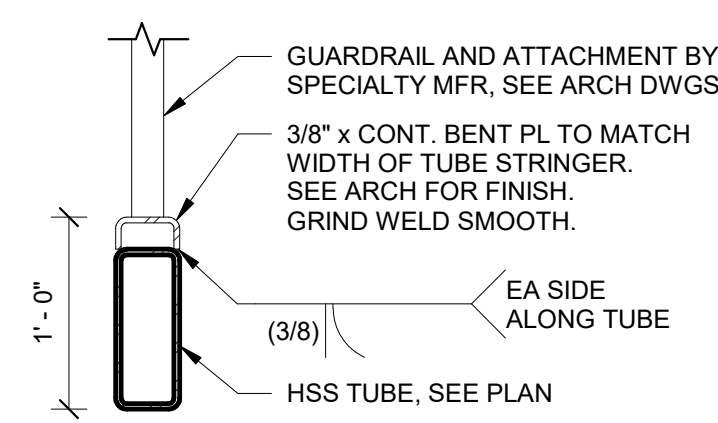 GUARDRAIL AND ATTACHMENT BY
SPECIALTY MFR, SEE ARCH DWGS
3/8" x CONT. BENT PL TO MATCH
WIDTH OF TUBE STRINGER.
SEE ARCH FOR FINISH.
GRIND WELD SMOOTH.
1' - 0"
(3/8)
EA SIDE
ALONG TUBE
HSS TUBE, SEE PLAN